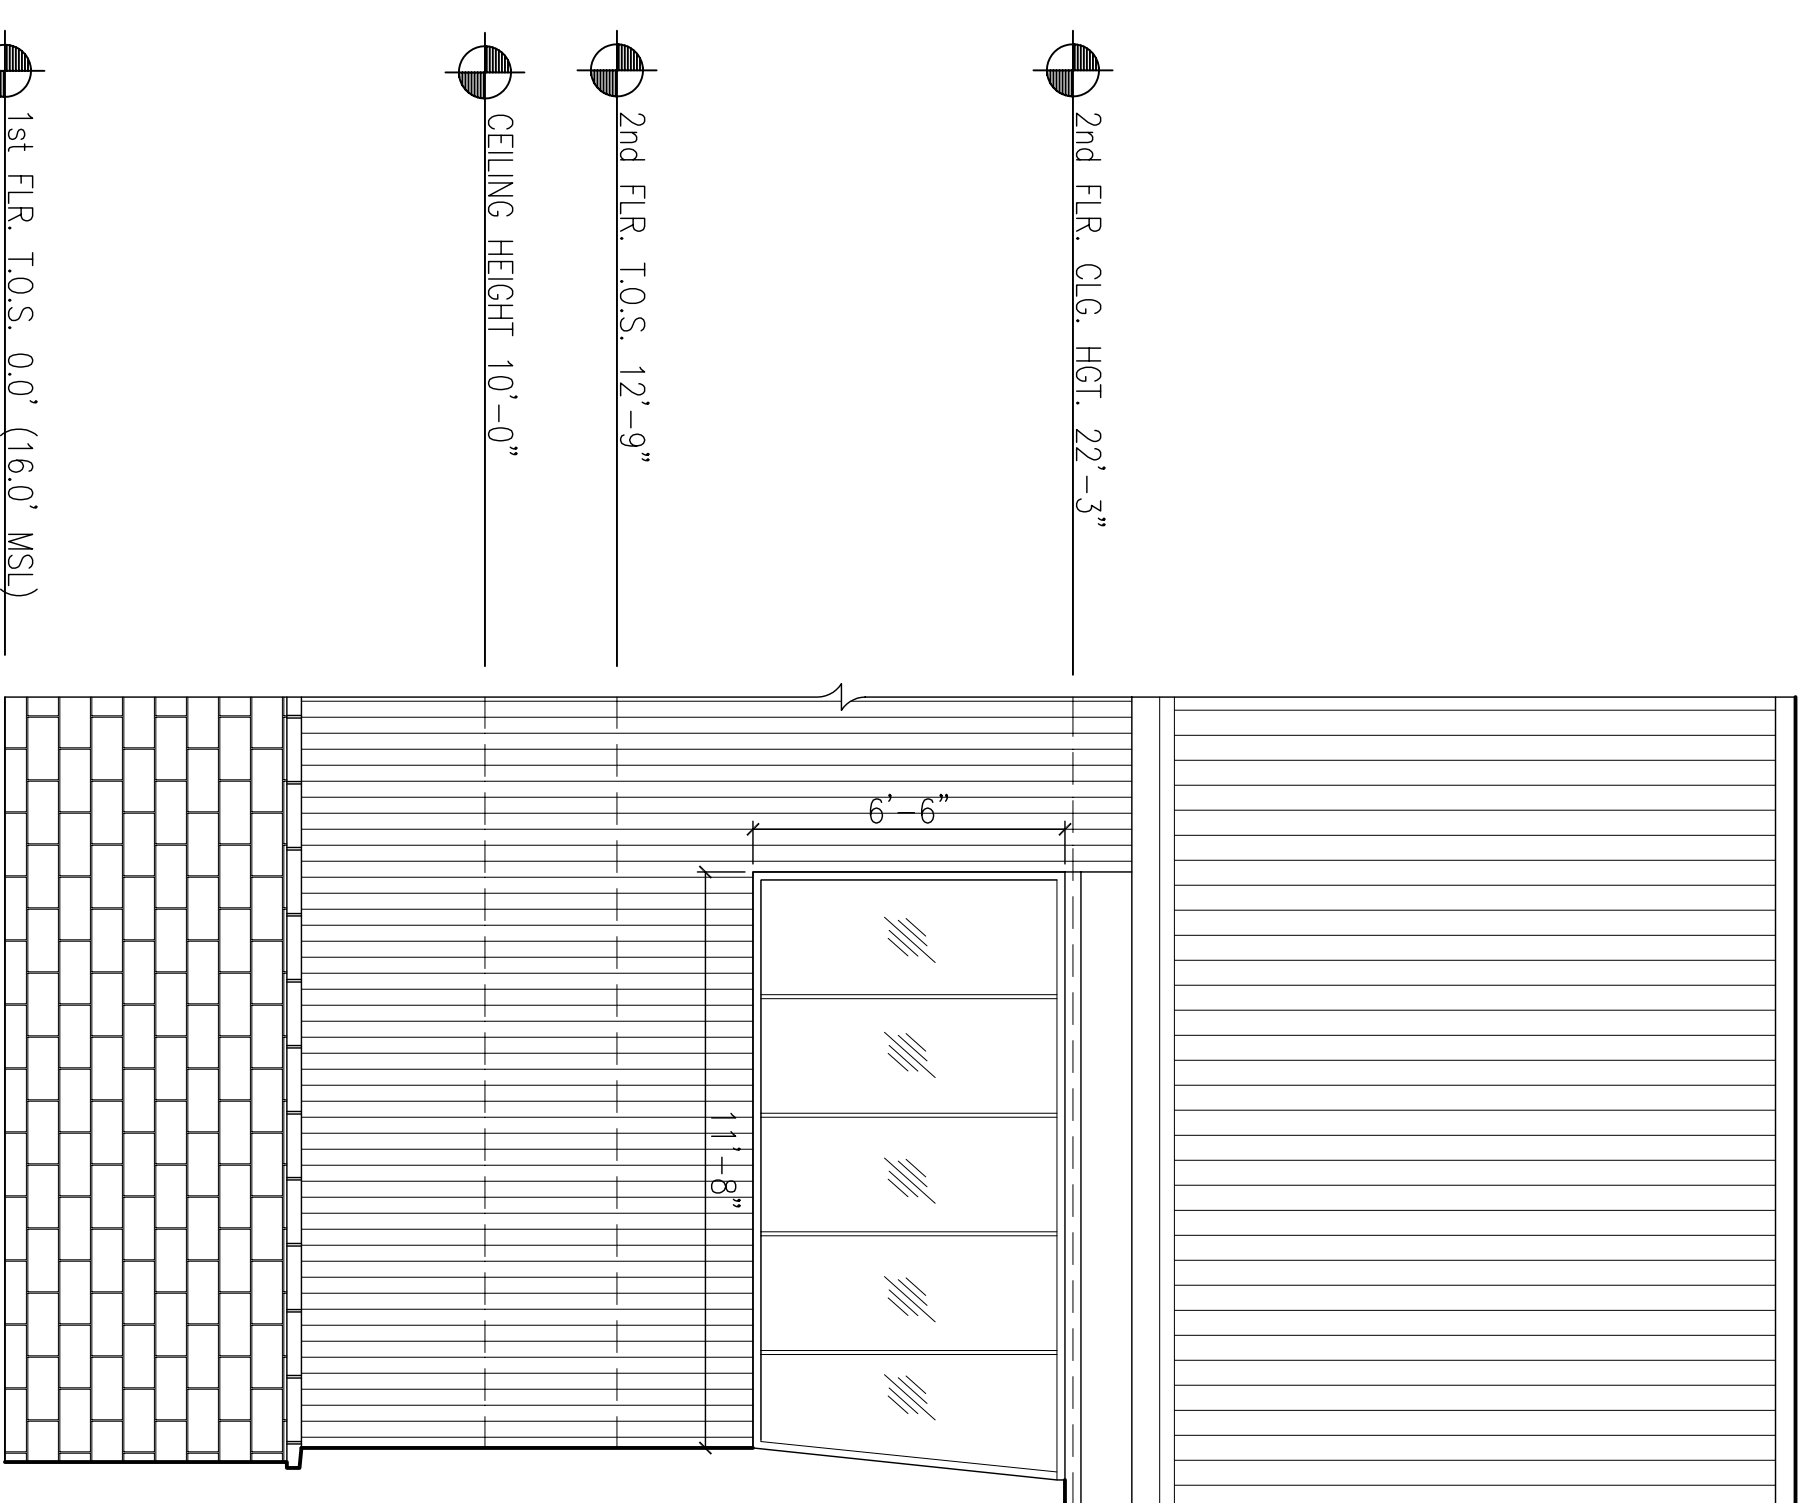 2nd FLR. CLG. HGT. 22'-3"
2nd FLR. T.O.S. 12'-9"
CEILING HEIGHT 10'-0"
1st FLR. T.O.S. 0.0' (16.0' MSL)
6'-6"
11'-8"